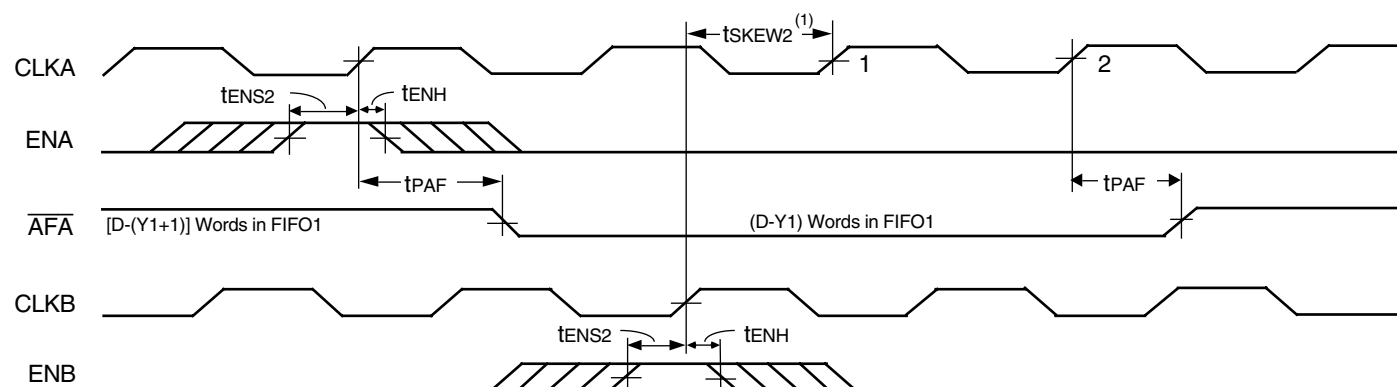 tSKEW2(1)
CLKA
1
2
tENS2
tENH
ENA
tPAF
tPAF
AFA
[D-(Y1+1)] Words in FIFO1
(D-Y1) Words in FIFO1
CLKB
tENS2
tENH
ENB